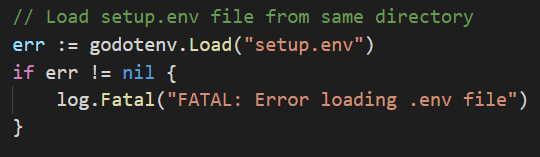 // Load setup.env file from same directory
err := godotenv.Load("setup.env")
if err != nil {
    log.Fatal("FATAL: Error loading .env file")
}